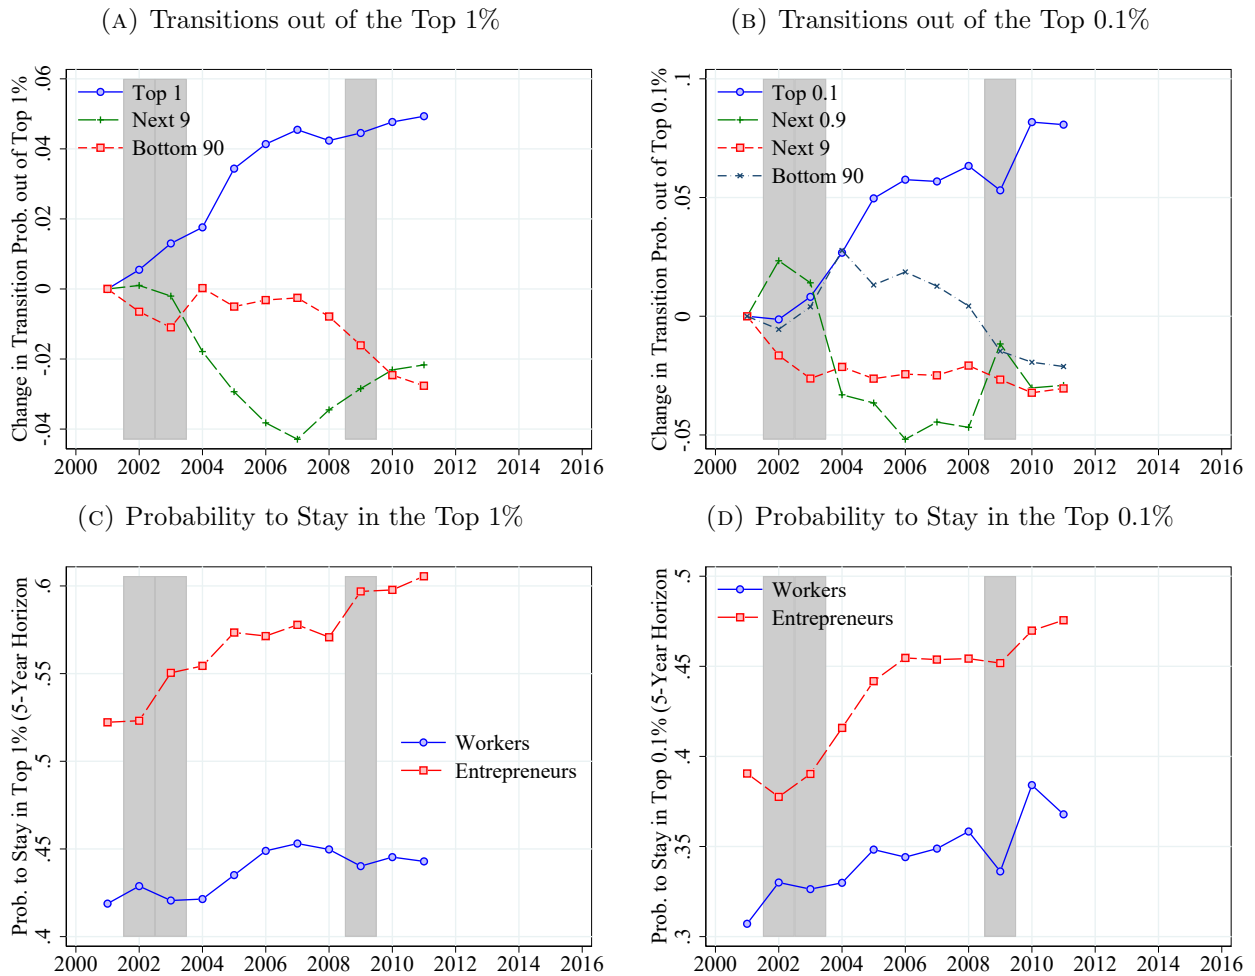 (A) Transitions out of the Top 1%
Change in Transition Prob. out of Top 1%
.06
.04
.02
0
-.02
-.04
Top 1
Next 9
Bottom 90
2000 2002 2004 2006 2008 2010 2012 2014 2016
(B) Transitions out of the Top 0.1%
Change in Transition Prob. out of Top 0.1%
.1
.05
0
-.05
Top 0.1
Next 0.9
Next 9
Bottom 90
2000 2002 2004 2006 2008 2010 2012 2014 2016
(C) Probability to Stay in the Top 1%
Prob. to Stay in Top 1% (5-Year Horizon
.6
.55
.5
.45
.4
Workers
Entrepreneurs
2000 2002 2004 2006 2008 2010 2012 2014 2016
(D) Probability to Stay in the Top 0.1%
Prob. to Stay in Top 0.1% (5-Year Horizon
.5
.45
.4
.35
.3
Workers
Entrepreneurs
2000 2002 2004 2006 2008 2010 2012 2014 2016